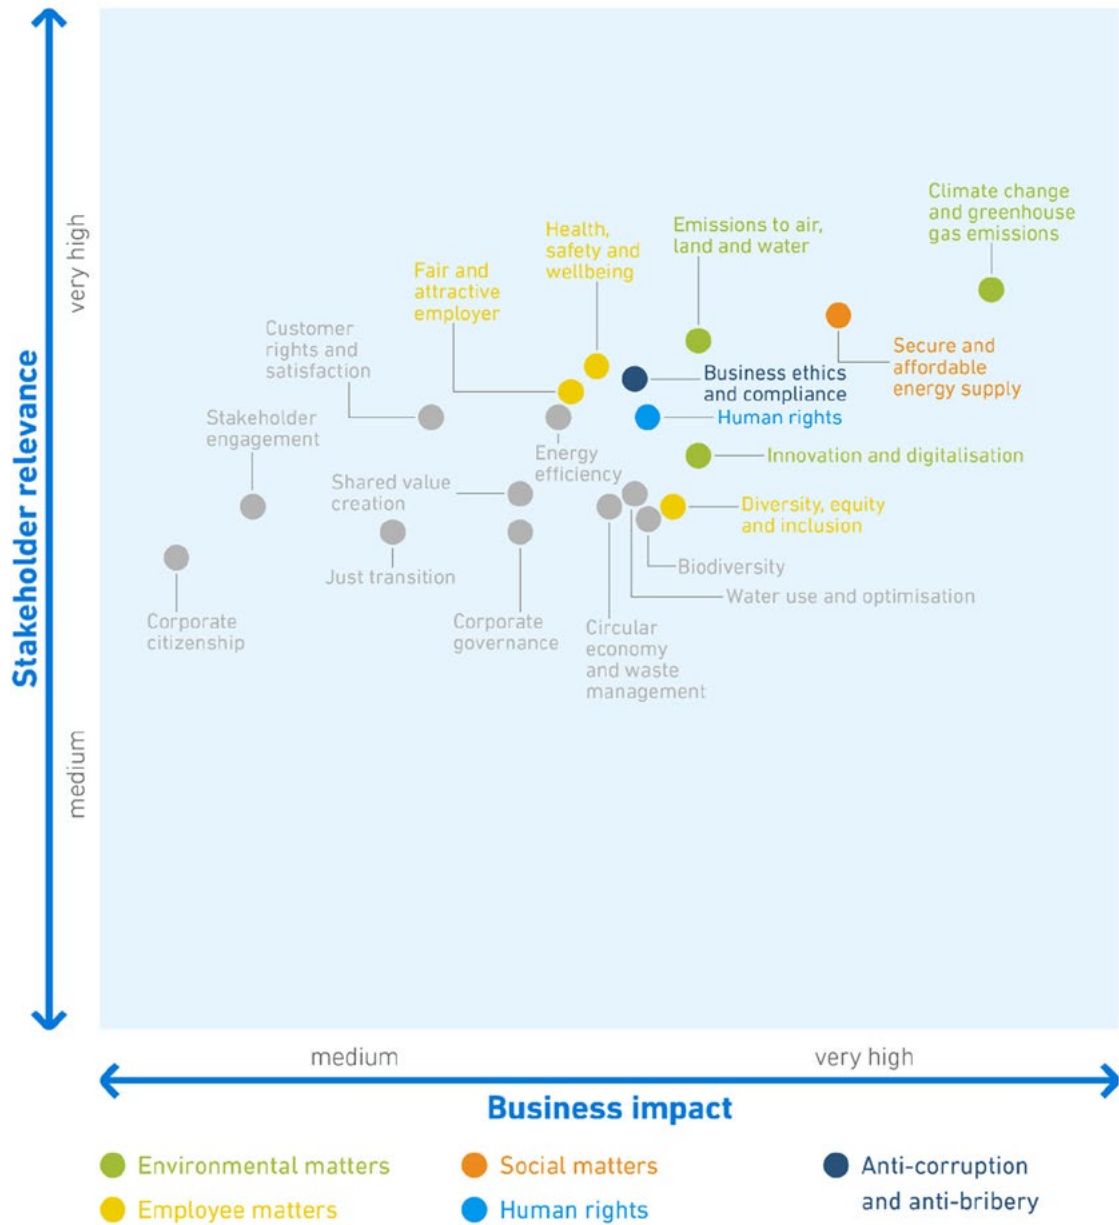 Stakeholder relevance
very high
medium
Climate change
and greenhouse
gas emissions
Emissions to air,
land and water
Health,
safety and
wellbeing
Fair and
attractive
employer
Customer
rights and
satisfaction
Secure and
affordable
energy supply
Business ethics
and compliance
Human rights
Stakeholder
engagement
Energy
efficiency
Innovation and digitalisation
Shared value
creation
Diversity, equity
and inclusion
Biodiversity
Just transition
Water use and optimisation
Corporate
citizenship
Corporate
governance
Circular
economy
and waste
management
medium
very high
Business impact
Environmental matters
Social matters
Anti-corruption
and anti-bribery
Employee matters
Human rights